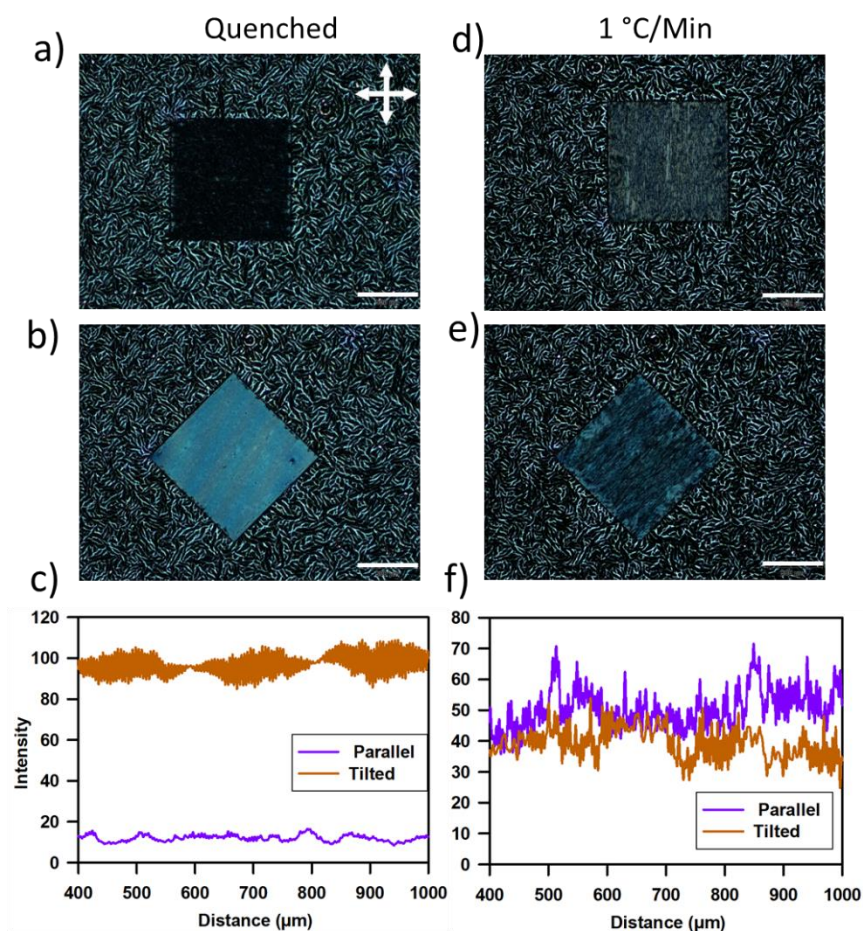 Quenched
1 °C/Min
a)
d)
b)
e)
c)
f)
120
100
80
60
40
20
0
Intensity
Parallel
Tilted
400 500 600 700 800 900 1000
Distance (µm)
80
70
60
50
40
30
20
10
0
Parallel
Tilted
400 500 600 700 800 900 1000
Distance (µm)